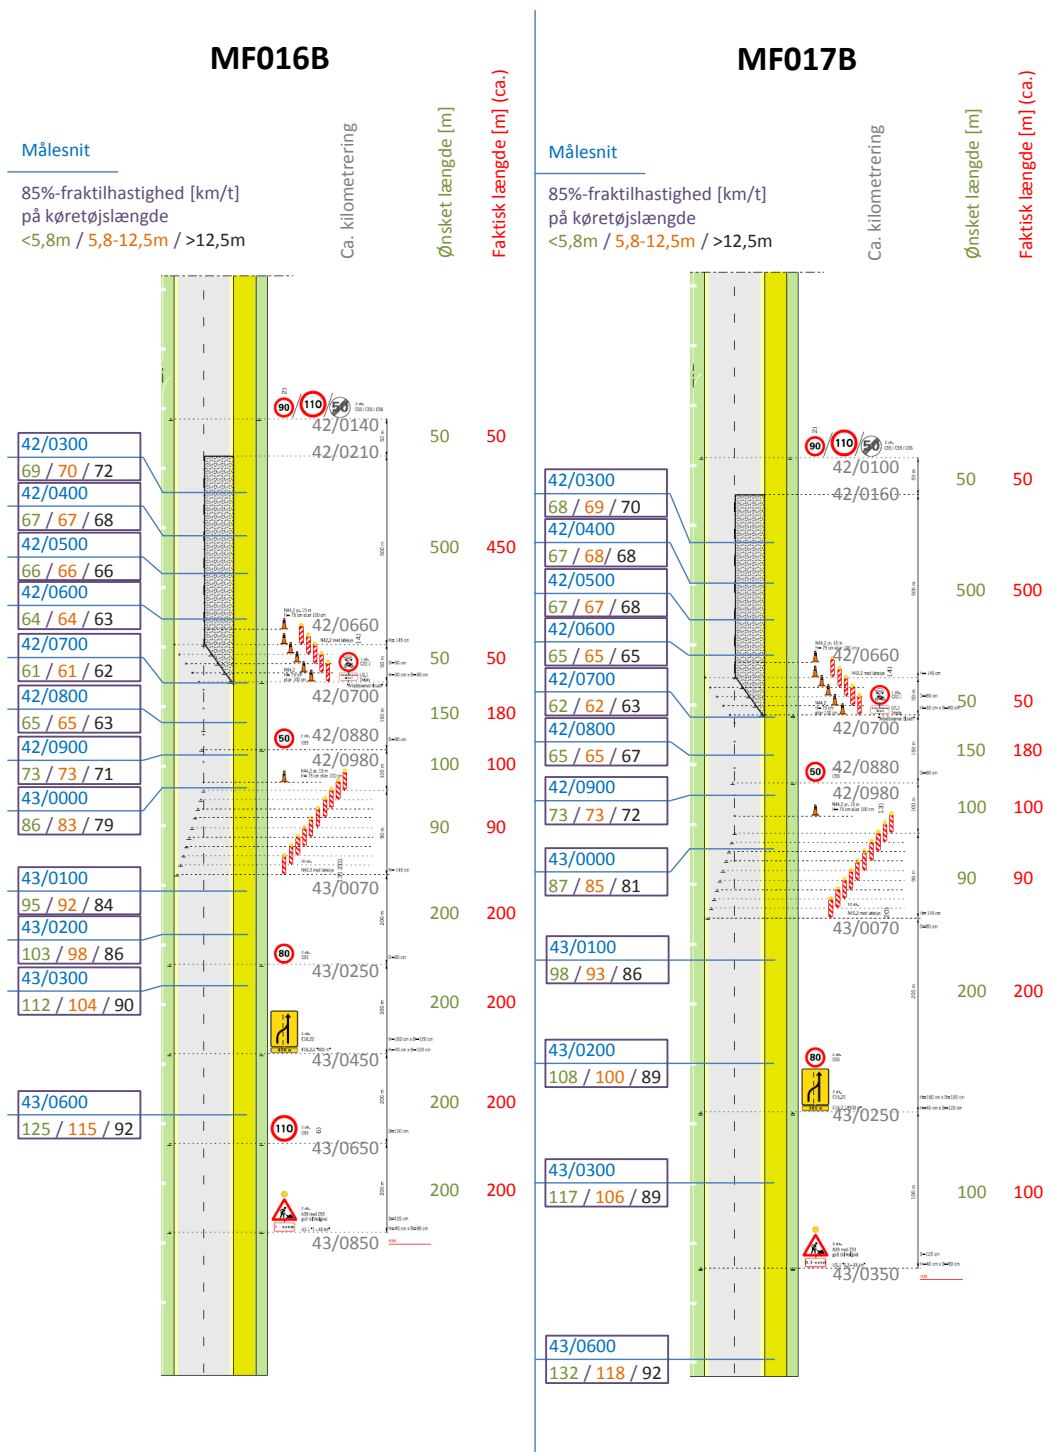 MF016B
Målesnit
85%-fraktilhastighed [km/t]
på køretøjslængde
<5,8m / 5,8-12,5m / >12,5m
Ca. kilometrering
Ønsket længde [m]
Faktisk længde [m] (ca.)
2)
90 / 110 / 50
42/0140
50 50
42/0210
42/0300
69 / 70 / 72
42/0400
67 / 67 / 68
42/0500
66 / 66 / 66
500 450
42/0600
64 / 64 / 63
42/0660
42/0700
61 / 61 / 62
50 50
42/0700
42/0800
65 / 65 / 63
150 180
50
42/0880
42/0900
73 / 73 / 71
42/0980
100 100
43/0000
86 / 83 / 79
90 90
43/0070
43/0100
95 / 92 / 84
200 200
43/0200
103 / 98 / 86
80
43/0250
43/0300
112 / 104 / 90
200 200
43/0450
43/0600
125 / 115 / 92
200 200
110
6)
43/0650
200 200
43/0850
MF017B
Målesnit
85%-fraktilhastighed [km/t]
på køretøjslængde
<5,8m / 5,8-12,5m / >12,5m
Ca. kilometrering
Ønsket længde [m]
Faktisk længde [m] (ca.)
2)
90 / 110 / 50
42/0100
50 50
42/0160
42/0300
68 / 69 / 70
42/0400
67 / 68/ 68
42/0500
67 / 67 / 68
500 500
42/0600
65 / 65 / 65
42/0660
42/0700
62 / 62 / 63
50 50
42/0700
42/0800
65 / 65 / 67
150 180
50
42/0880
42/0900
73 / 73 / 72
42/0980
100 100
43/0000
87 / 85 / 81
90 90
43/0070
43/0100
98 / 93 / 86
200 200
43/0200
108 / 100 / 89
80
43/0250
43/0300
117 / 106 / 89
100 100
43/0350
43/0600
132 / 118 / 92